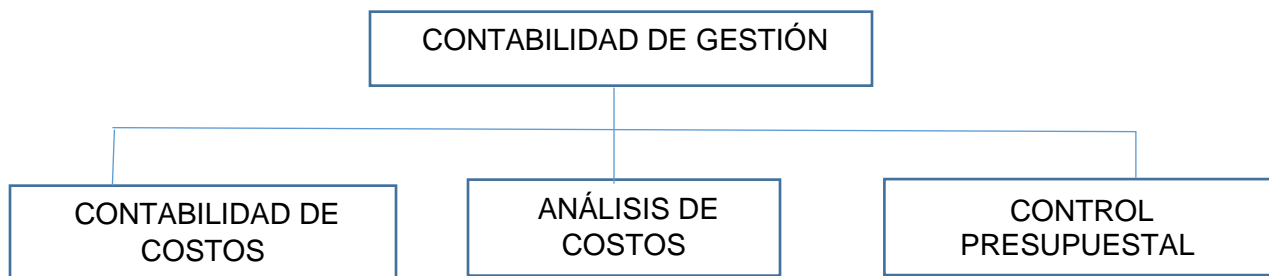 CONTABILIDAD DE GESTIÓN
CONTABILIDAD DE
COSTOS
ANÁLISIS DE
COSTOS
CONTROL
PRESUPUESTAL